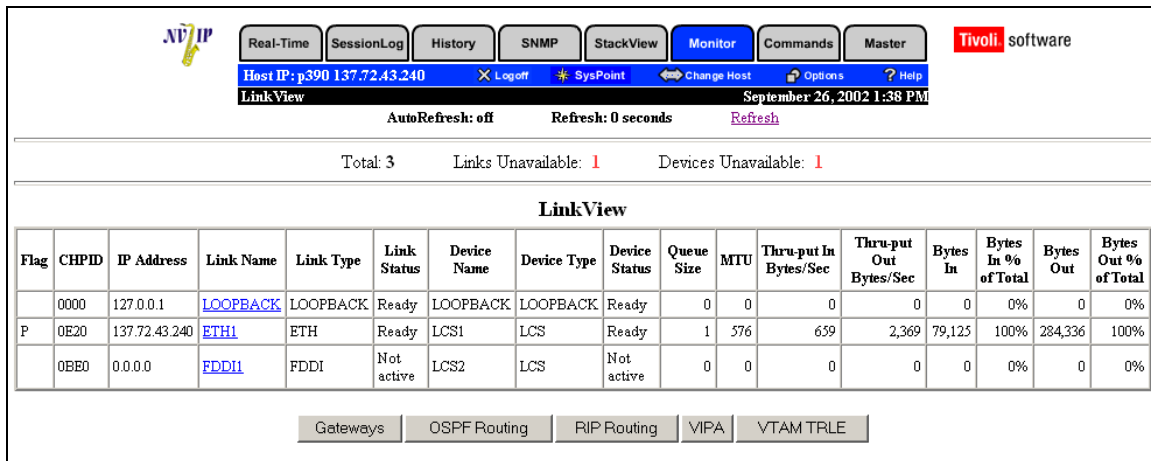 NV IP
Real-Time SessionLog History SNMP StackView Monitor Commands Master
Tivoli. software
Host IP: p390 137.72.43.240 X Logoff SysPoint Change Host Options ? Help
LinkView September 26, 2002 1:38 PM
AutoRefresh: off Refresh: 0 seconds Refresh
Total: 3 Links Unavailable: 1 Devices Unavailable: 1
LinkView
Flag CHPID IP Address Link Name Link Type Link Status Device Name Device Type Device Status Queue Size MTU Thru-put In Bytes/Sec Thru-put Out Bytes/Sec Bytes In Bytes In % of Total Bytes Out Bytes Out % of Total
0000 127.0.0.1 LOOPBACK LOOPBACK Ready LOOPBACK LOOPBACK Ready 0 0 0 0 0 0% 0 0%
P 0E20 137.72.43.240 ETH1 ETH Ready LCS1 LCS Ready 1 576 659 2,369 79,125 100% 284,336 100%
0BE0 0.0.0.0 FDDI1 FDDI Not active LCS2 LCS Not active 0 0 0 0 0 0% 0 0%
Gateways OSPF Routing RIP Routing VIPA VTAM TRLE